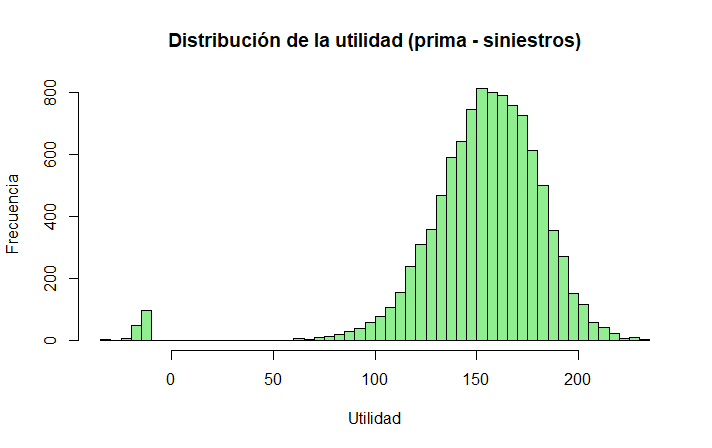 Distribución de la utilidad (prima - siniestros)
Frecuencia
800
600
400
200
0
0 50 100 150 200
Utilidad